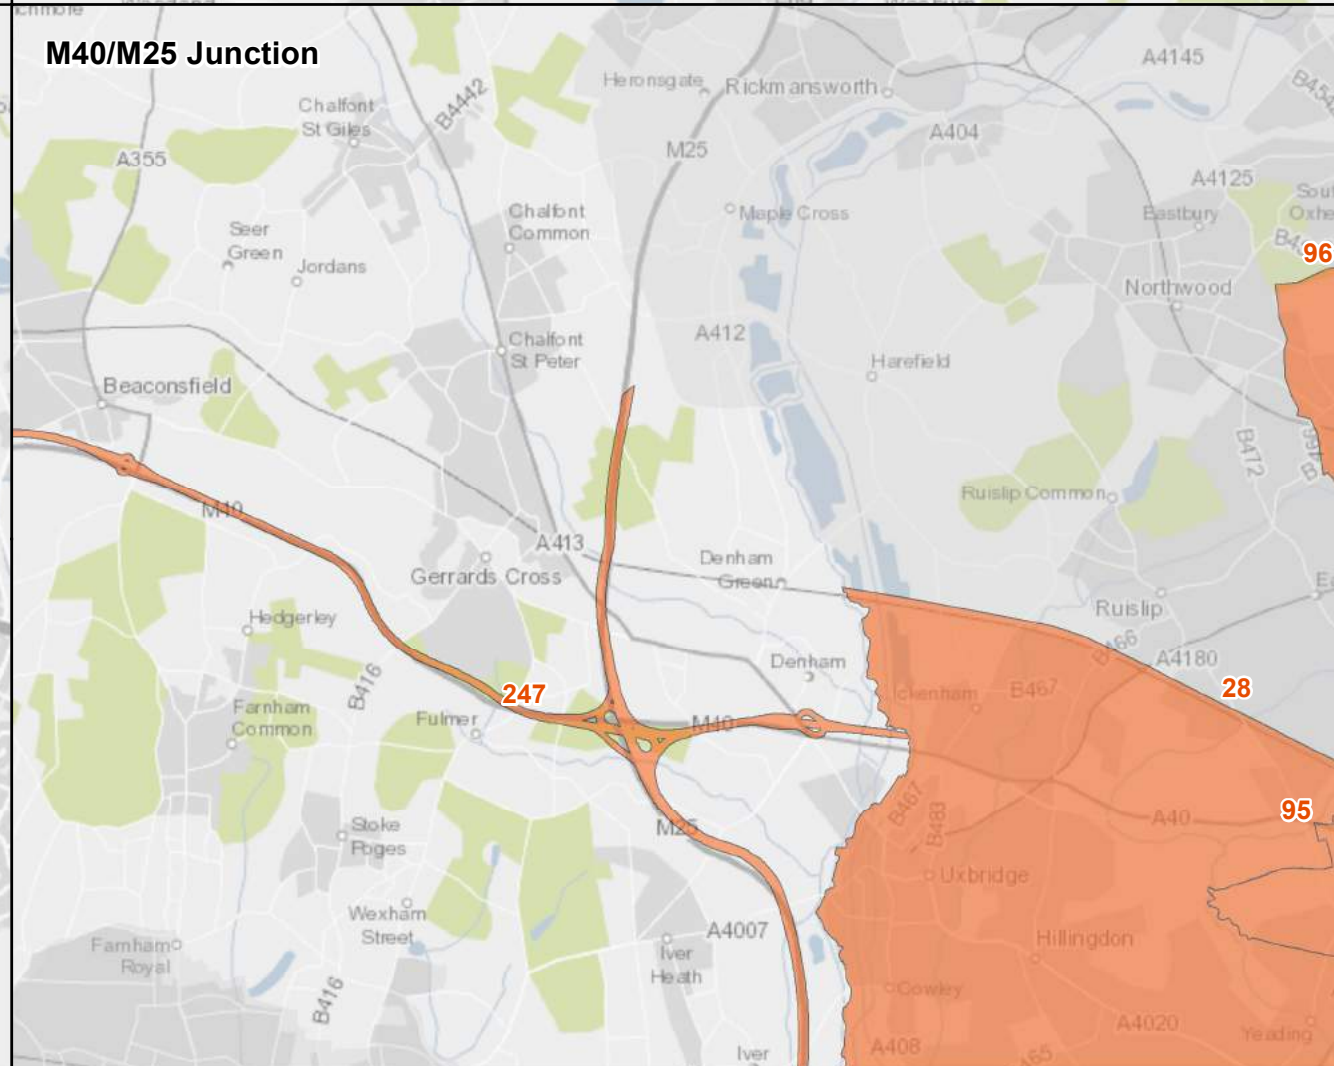 M40/M25 Junction
A4145
Heronsgate
Rickmansworth
Chalfont
St Giles
B4442
A404
M25
A355
A4125
Maple Cross
Eastbury
Chalfont
Common
Seer
Green
Jordans
96
Northwood
A412
Chalfont
St Peter
Harefield
Beaconsfield
B472
Ruislip Common
M40
A413
Denham
Green
Gerrards Cross
Ruislip
Hedgerley
B466
A4180
Denham
B416
247
Ickenham
B467
28
Farnham
Common
Fulmer
M40
B467
B483
A40
95
Stoke
Poges
M25
Uxbridge
Wexham
Street
A4007
Hillingdon
Farnham
Royal
Iver
Heath
B416
Cowley
A4020
Yeading
A408
Iver